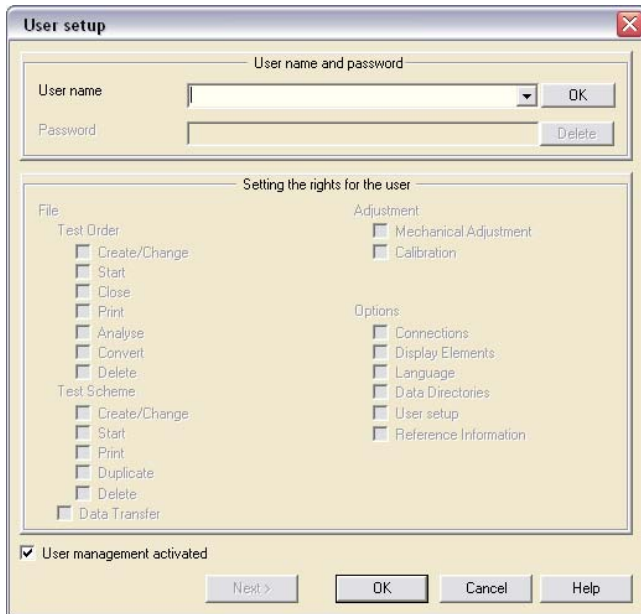 User setup
User name and password
User name
OK
Password
Delete
Setting the rights for the user
File
Test Order
Create/Change
Start
Close
Print
Analyse
Convert
Delete
Test Scheme
Create/Change
Start
Print
Duplicate
Delete
Data Transfer
Adjustment
Mechanical Adjustment
Calibration
Options
Connections
Display Elements
Language
Data Directories
User setup
Reference Information
User management activated
Next >
OK
Cancel
Help